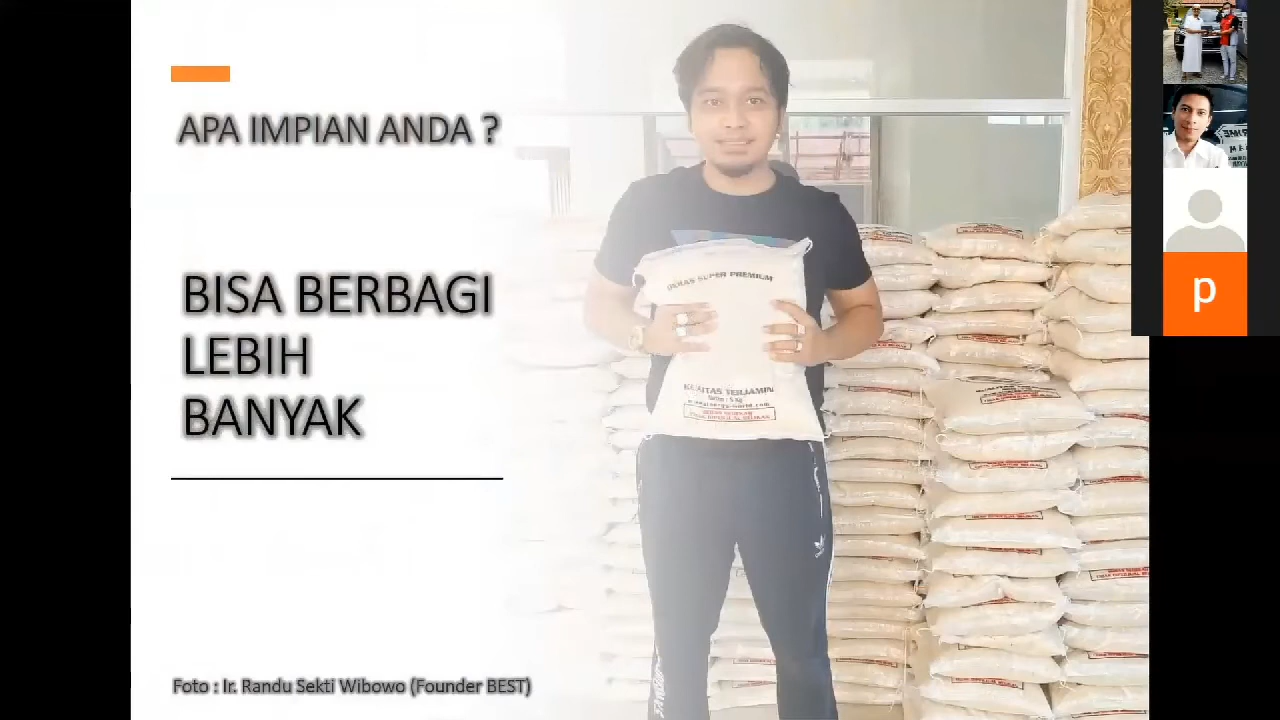 APA IMPIAN ANDA ?
BISA BERBAGI
LEBIH
BANYAK
BERAS SUPER PREMIUM
KUALITAS TERJAMIN
Foto : Ir. Randu Sekti Wibowo (Founder BEST)
p